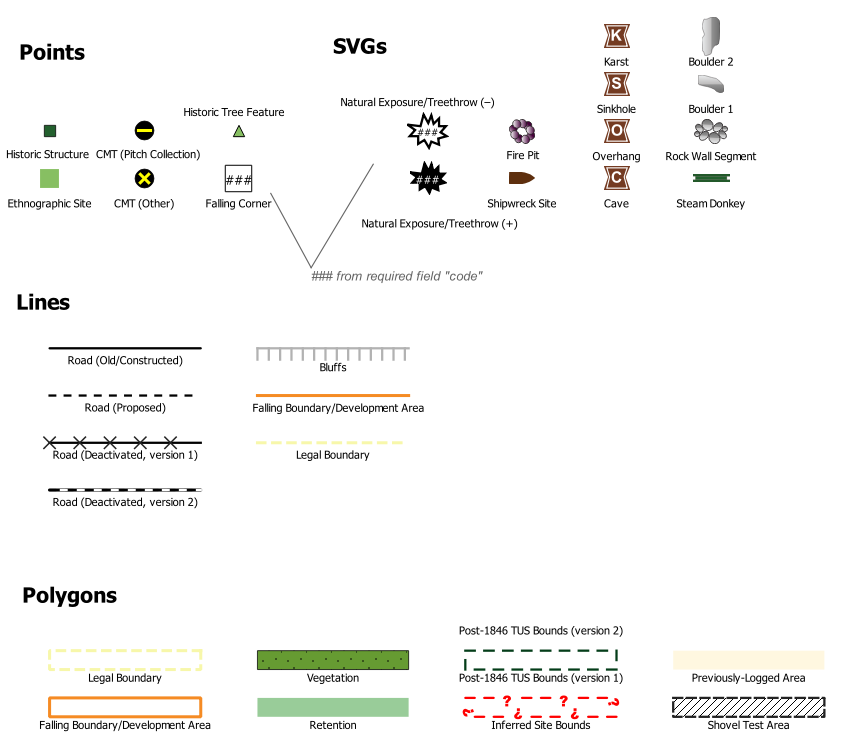 Points
SVGs
K
Karst
Boulder 2
S
Sinkhole
Boulder 1
Historic Tree Feature
Natural Exposure/Treethrow (–)
###
O
Historic Structure
CMT (Pitch Collection)
Fire Pit
Overhang
Rock Wall Segment
###
###
C
Ethnographic Site
CMT (Other)
Falling Corner
Shipwreck Site
Cave
Steam Donkey
Natural Exposure/Treethrow (+)
### from required field "code"
Lines
Road (Old/Constructed)
Bluffs
Road (Proposed)
Falling Boundary/Development Area
Road (Deactivated, version 1)
Legal Boundary
Road (Deactivated, version 2)
Polygons
Post-1846 TUS Bounds (version 2)
Legal Boundary
Vegetation
Post-1846 TUS Bounds (version 1)
Previously-Logged Area
? ? ? ? ? ?
Falling Boundary/Development Area
Retention
Inferred Site Bounds
Shovel Test Area